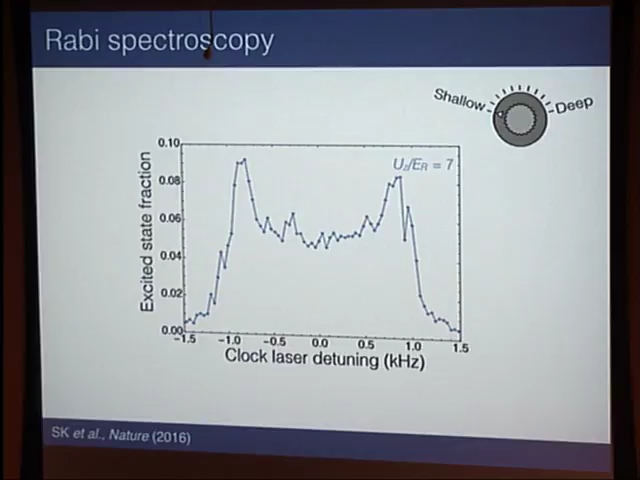 Rabi spectroscopy
Shallow
Deep
0.10
0.08
0.06
0.04
0.02
0.00
Excited state fraction
U_z/E_R = 7
−1.5
−1.0
−0.5
0.0
0.5
1.0
1.5
Clock laser detuning (kHz)
SK et al., Nature (2016)